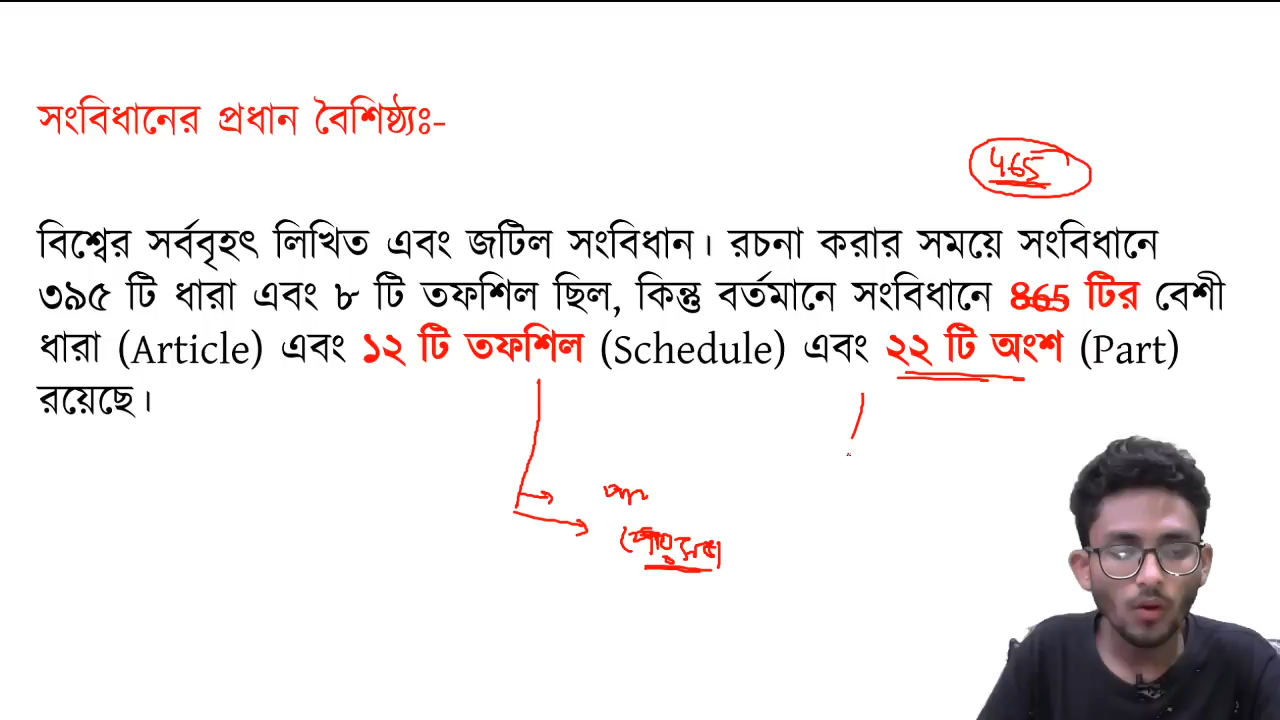 সংবিধানের প্রধান বৈশিষ্ঠ্যঃ-
465
বিশ্বের সর্ববৃহৎ লিখিত এবং জটিল সংবিধান। রচনা করার সময়ে সংবিধানে
৩৯৫ টি ধারা এবং ৮ টি তফশিল ছিল, কিন্তু বর্তমানে সংবিধানে 865 টির বেশী
ধারা (Article) এবং ১২ টি তফশিল (Schedule) এবং ২২ টি অংশ (Part)
রয়েছে।